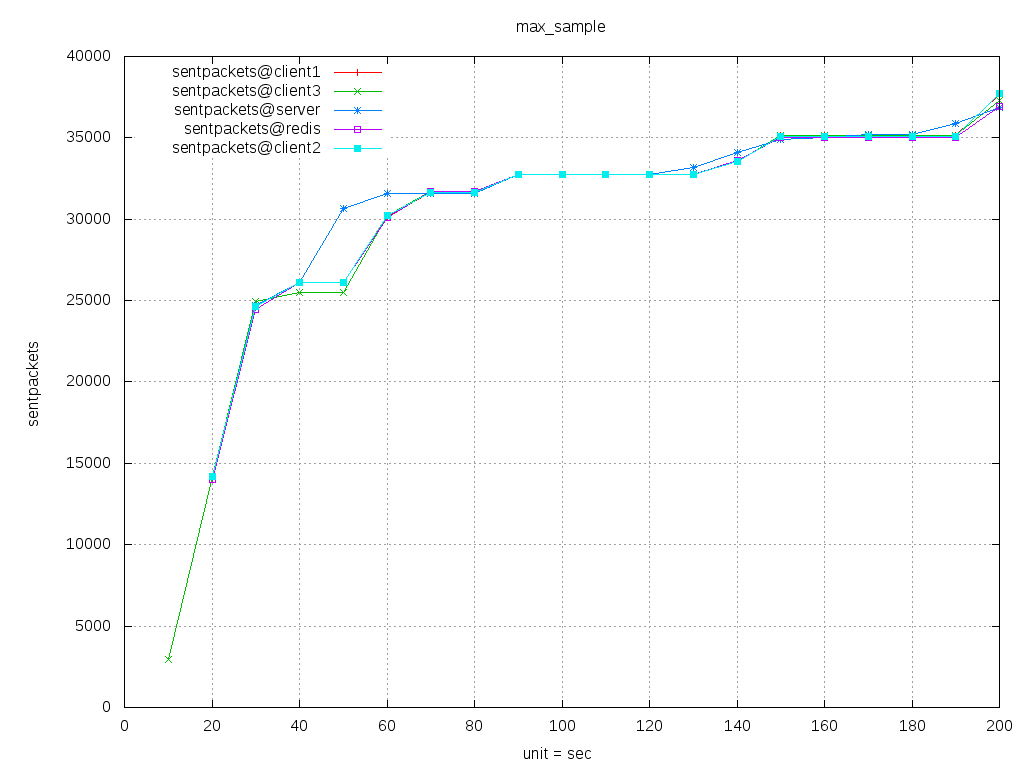 max_sample
40000
35000
30000
25000
20000
15000
10000
5000
0
sentpackets
sentpackets@client1
sentpackets@client3
sentpackets@server
sentpackets@redis
sentpackets@client2
0 20 40 60 80 100 120 140 160 180 200
unit = sec